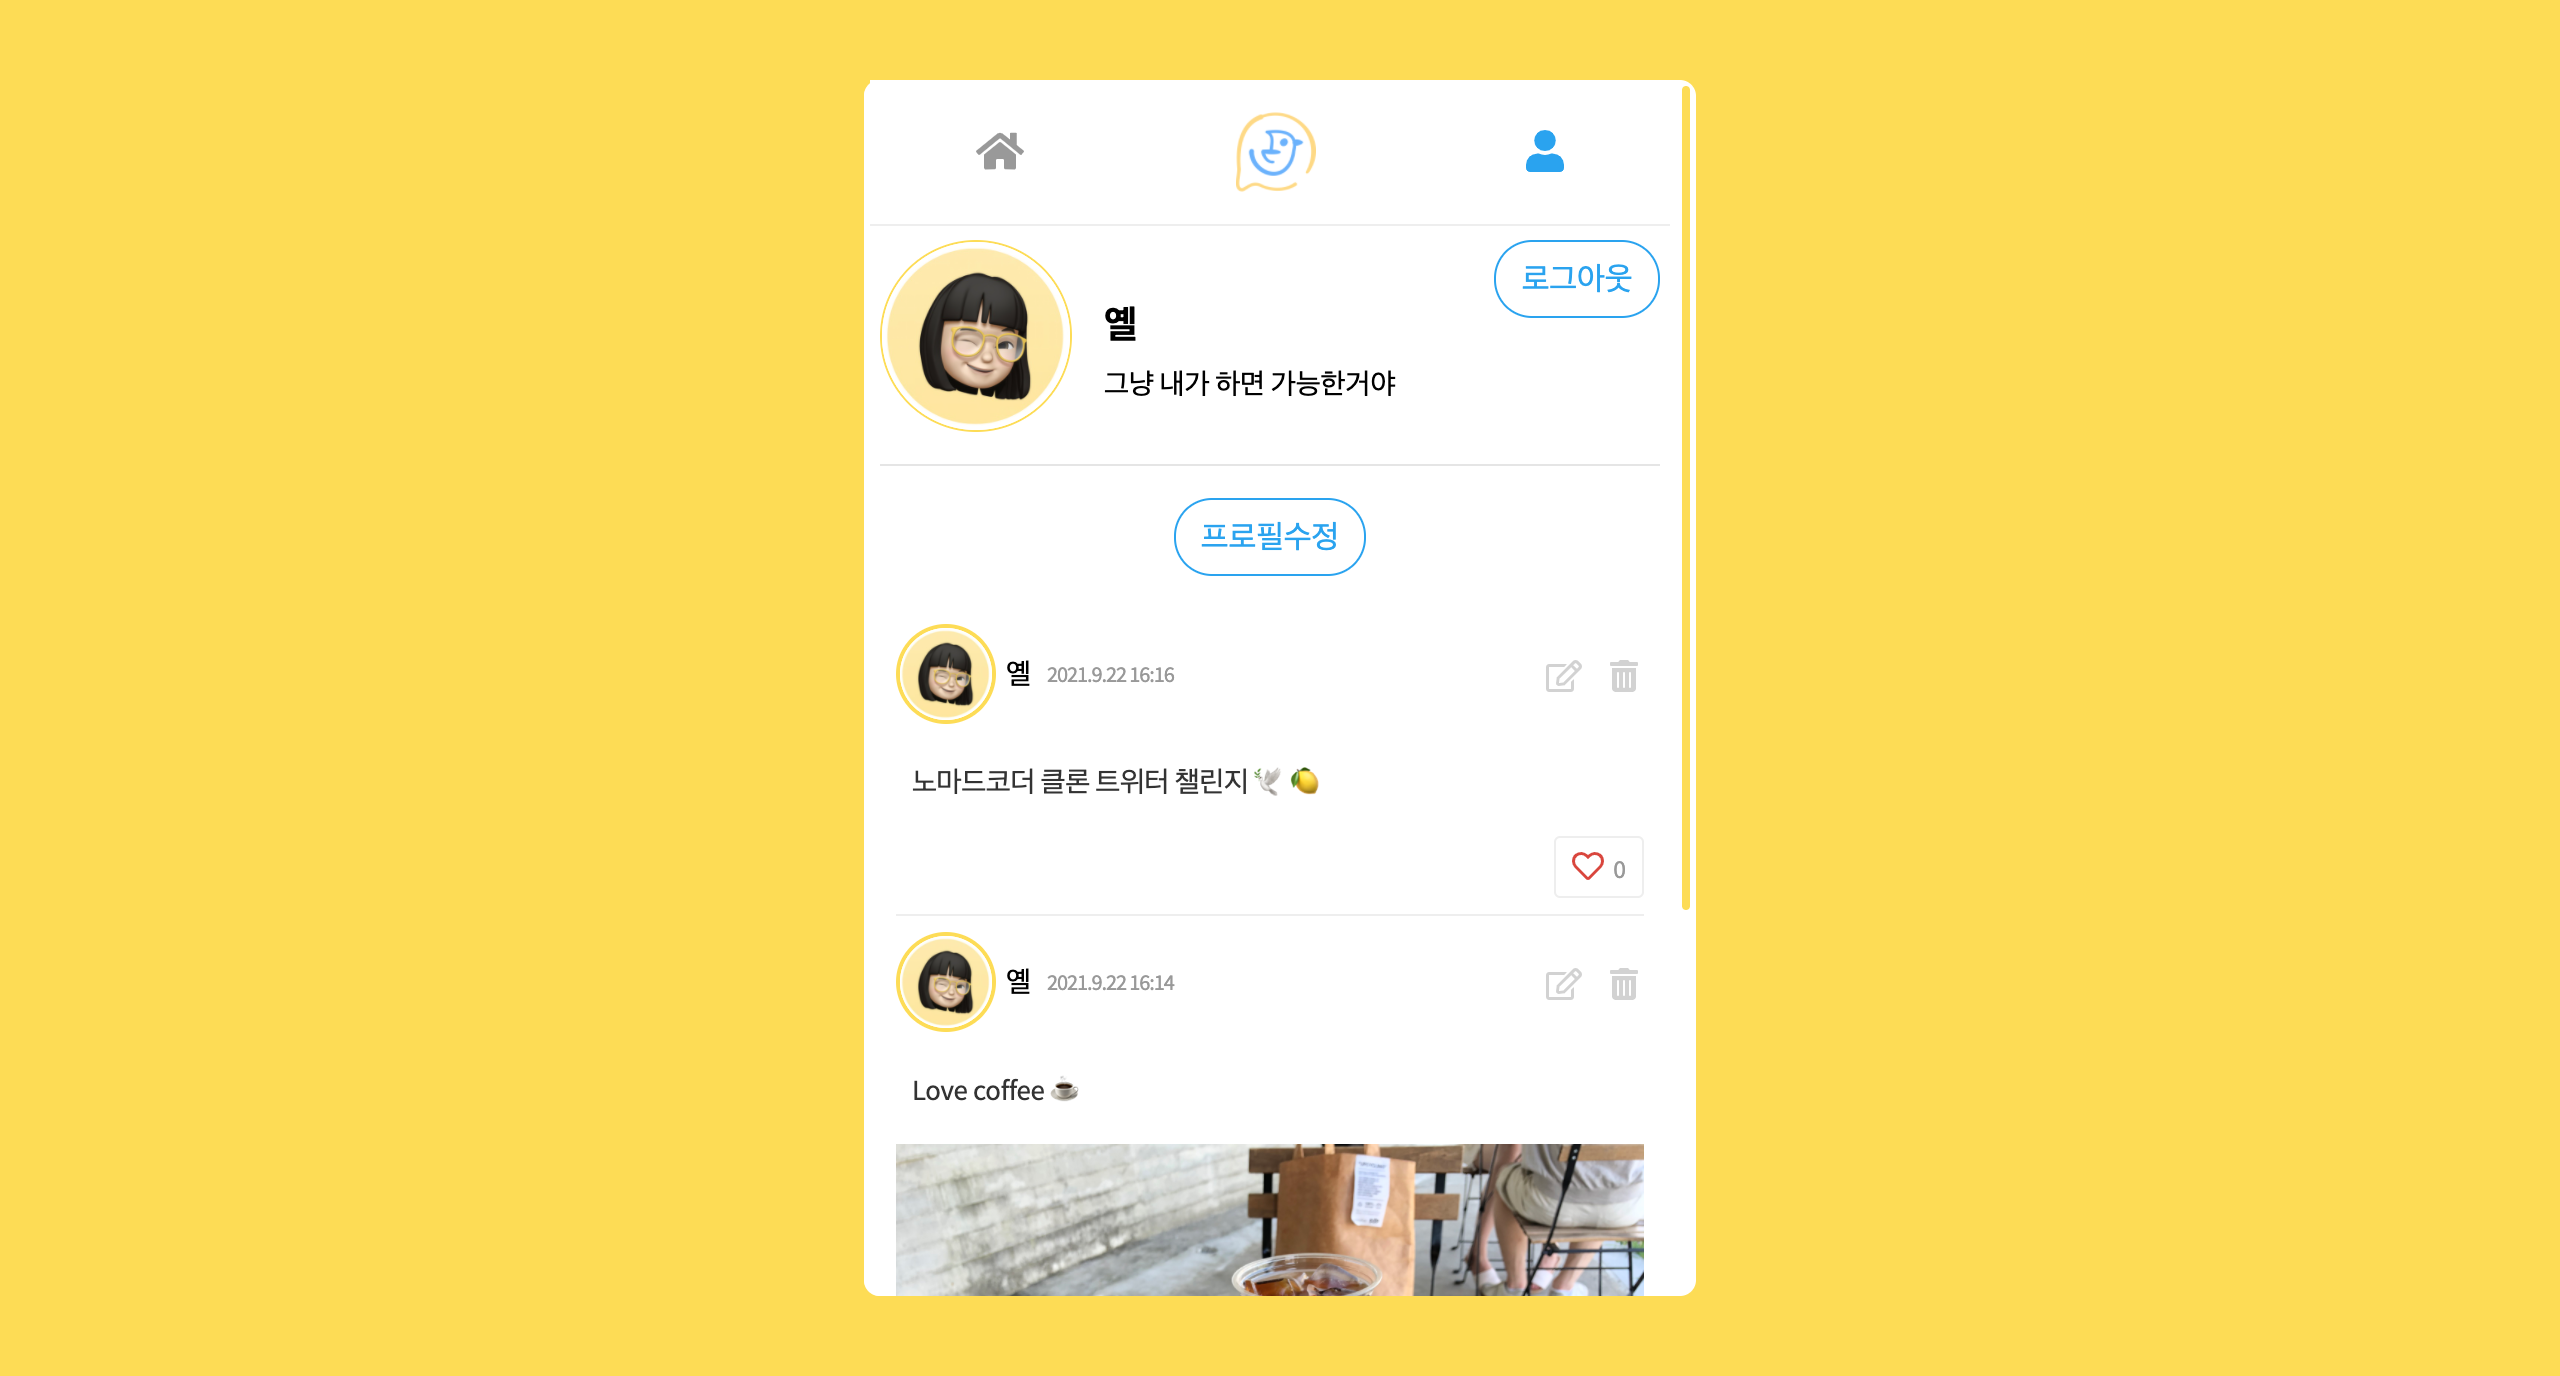 로그아웃
옐
그냥 내가 하면 가능한거야
프로필수정
옐 2021.9.22 16:16
노마드코더 클론 트위터 챌린지 🕊 🍋
0
옐 2021.9.22 16:14
Love coffee ☕